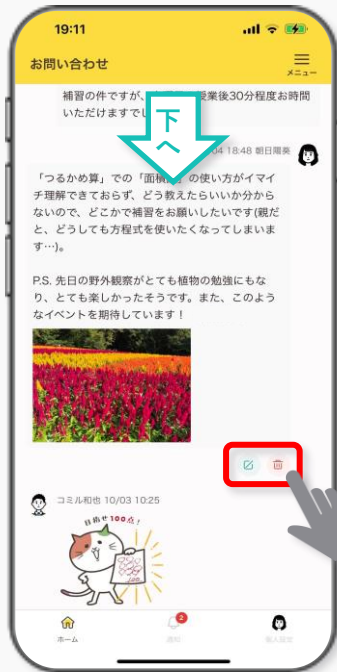 19:11
お問い合わせ
メニュー
補習の件ですが、
受業後30分程度お時間
いただけますでし
下
へ
04 18:48 朝日陽葵
「つるかめ算」での「面積
の使い方がイマイ
チ理解できておらず、どう教えたらいいか分から
ないので、どこかで補習をお願いしたいです(親だ
と、どうしても方程式を使いたくなってしまいま
す…)。
P.S. 先日の野外観察がとても植物の勉強にもな
り、とても楽しかったそうです。また、このよう
なイベントを期待しています！
コミル和也 10/03 10:25
目指せ100点！
2
ホーム
通知
個人設定